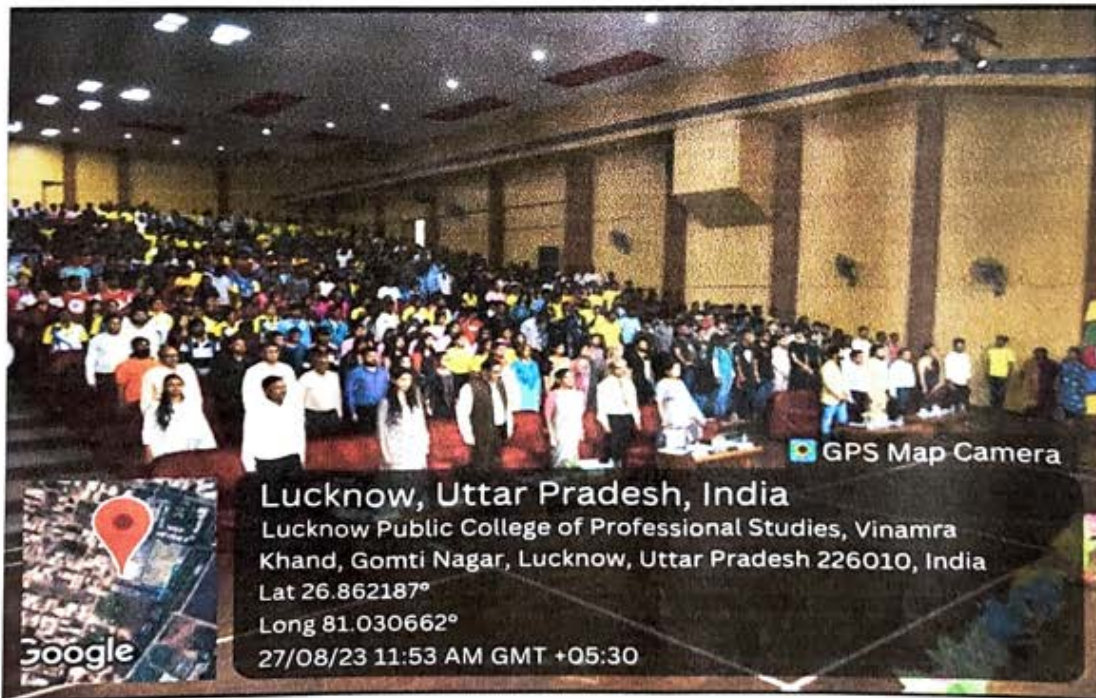 GPS Map Camera
Lucknow, Uttar Pradesh, India
Lucknow Public College of Professional Studies, Vinamra
Khand, Gomti Nagar, Lucknow, Uttar Pradesh 226010, India
Lat 26.862187°
Long 81.030662°
27/08/23 11:53 AM GMT +05:30
Google